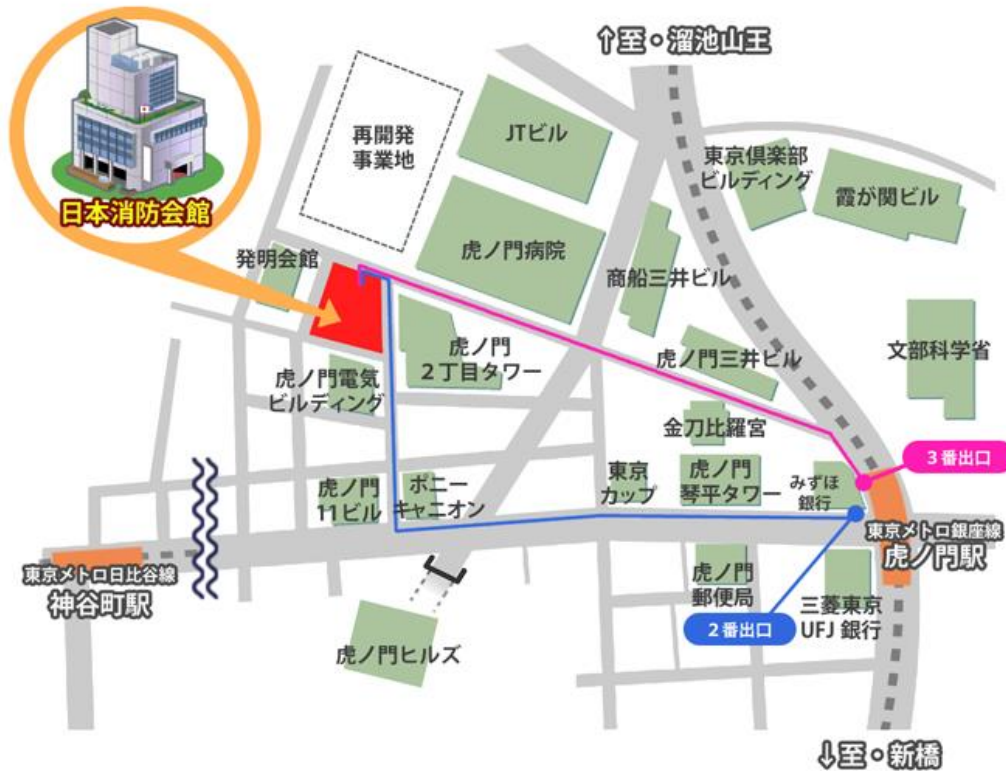 ↑至・溜池山王
再開発
事業地
JTビル
東京倶楽部
ビルディング
霞が関ビル
日本消防会館
発明会館
虎ノ門病院
商船三井ビル
虎ノ門
2丁目タワー
虎ノ門三井ビル
文部科学省
虎ノ門電気
ビルディング
金刀比羅宮
3番出口
虎ノ門
11ビル
ポニー
キャニオン
東京
カップ
虎ノ門
琴平タワー
みずほ
銀行
東京メトロ銀座線
虎ノ門駅
東京メトロ日比谷線
神谷町駅
虎ノ門
郵便局
三菱東京
UFJ 銀行
2番出口
虎ノ門ヒルズ
↓至・新橋